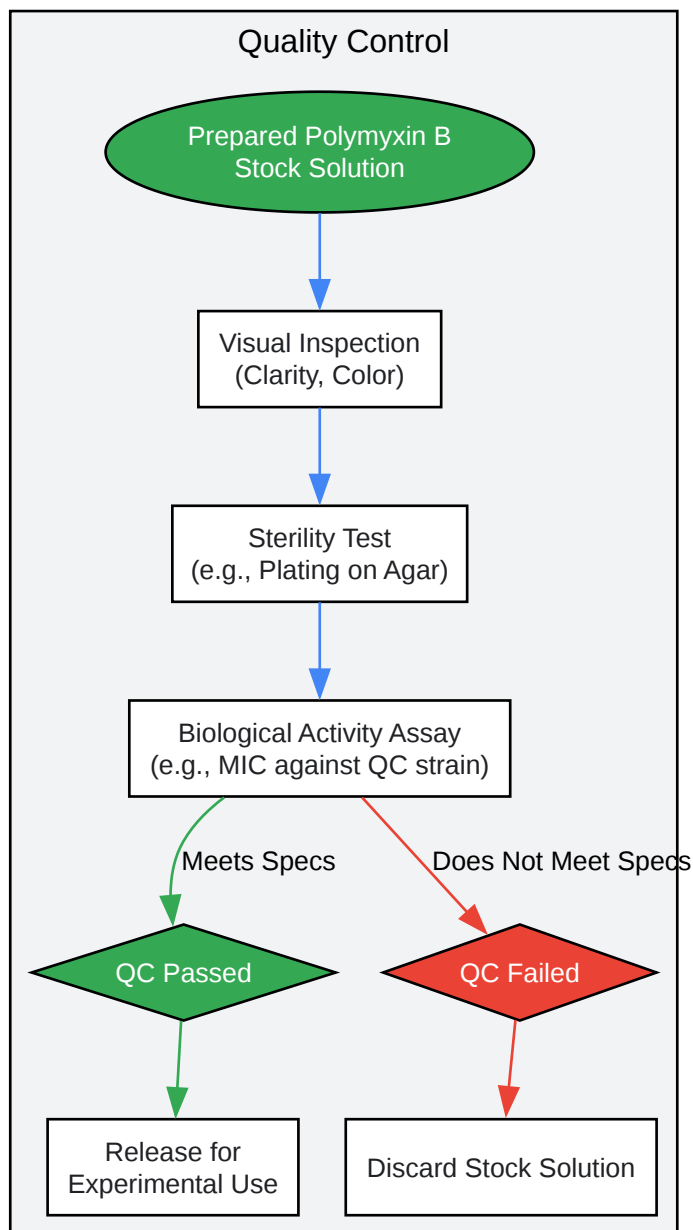 Quality Control
Prepared Polymyxin B
Stock Solution
Visual Inspection
(Clarity, Color)
Sterility Test
(e.g., Plating on Agar)
Biological Activity Assay
(e.g., MIC against QC strain)
Meets Specs
Does Not Meet Specs
QC Passed
QC Failed
Release for
Experimental Use
Discard Stock Solution